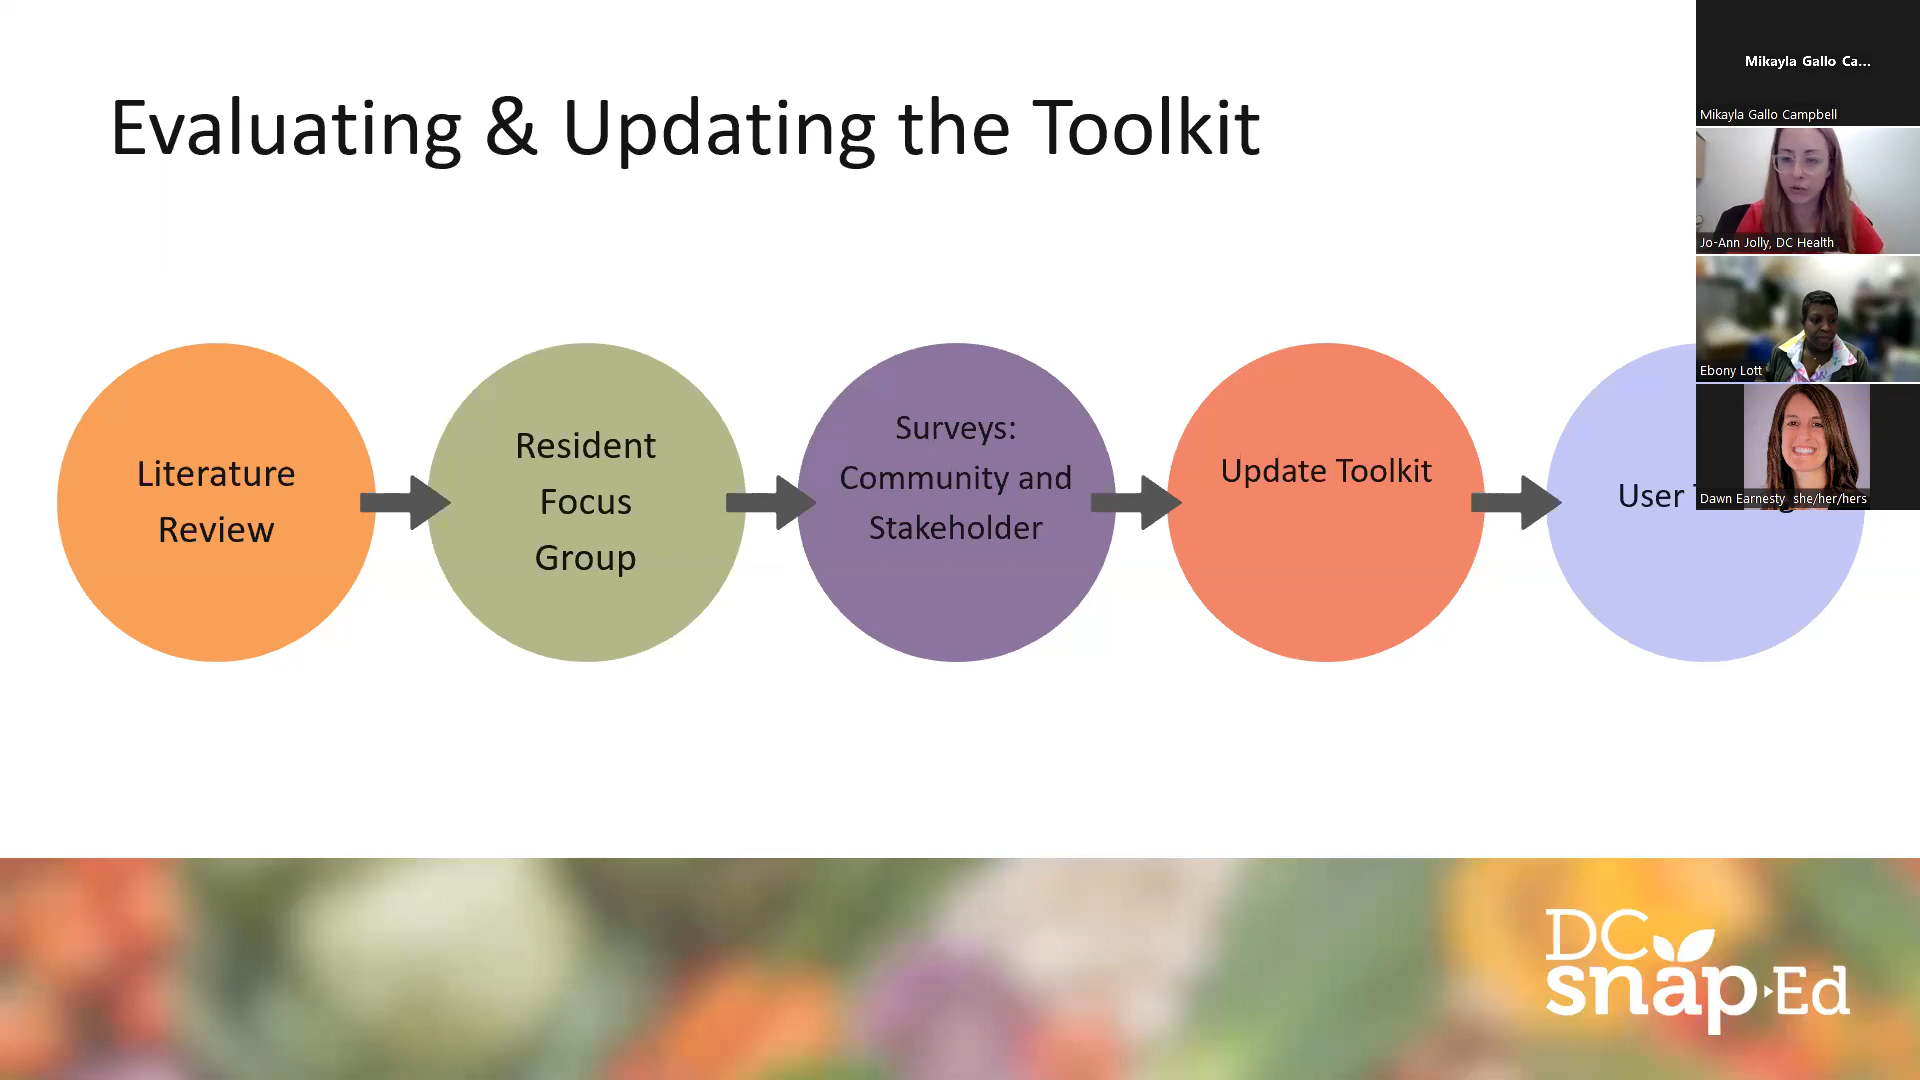 Evaluating & Updating the Toolkit
Literature
Review
Resident
Focus
Group
Surveys:
Community and
Stakeholder
Update Toolkit
User
Mikayla Gallo Ca...
Mikayla Gallo Campbell
Jo-Ann Jolly, DC Health
Ebony Lott
Dawn Earnesty she/her/hers
DC
snap-Ed